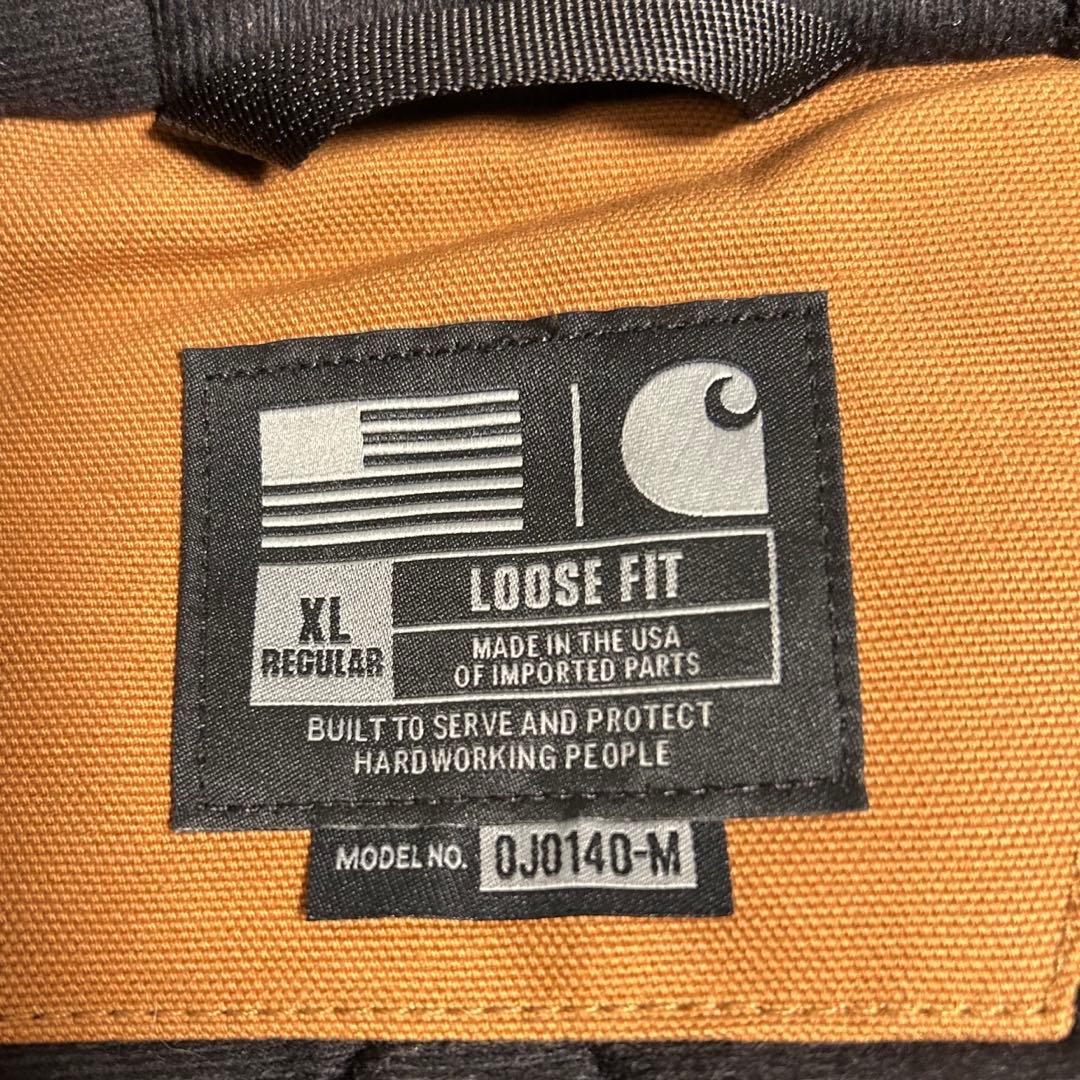 XL
REGULAR
LOOSE FIT
MADE IN THE USA
OF IMPORTED PARTS
BUILT TO SERVE AND PROTECT
HARDWORKING PEOPLE
MODEL NO. 0J0140-M